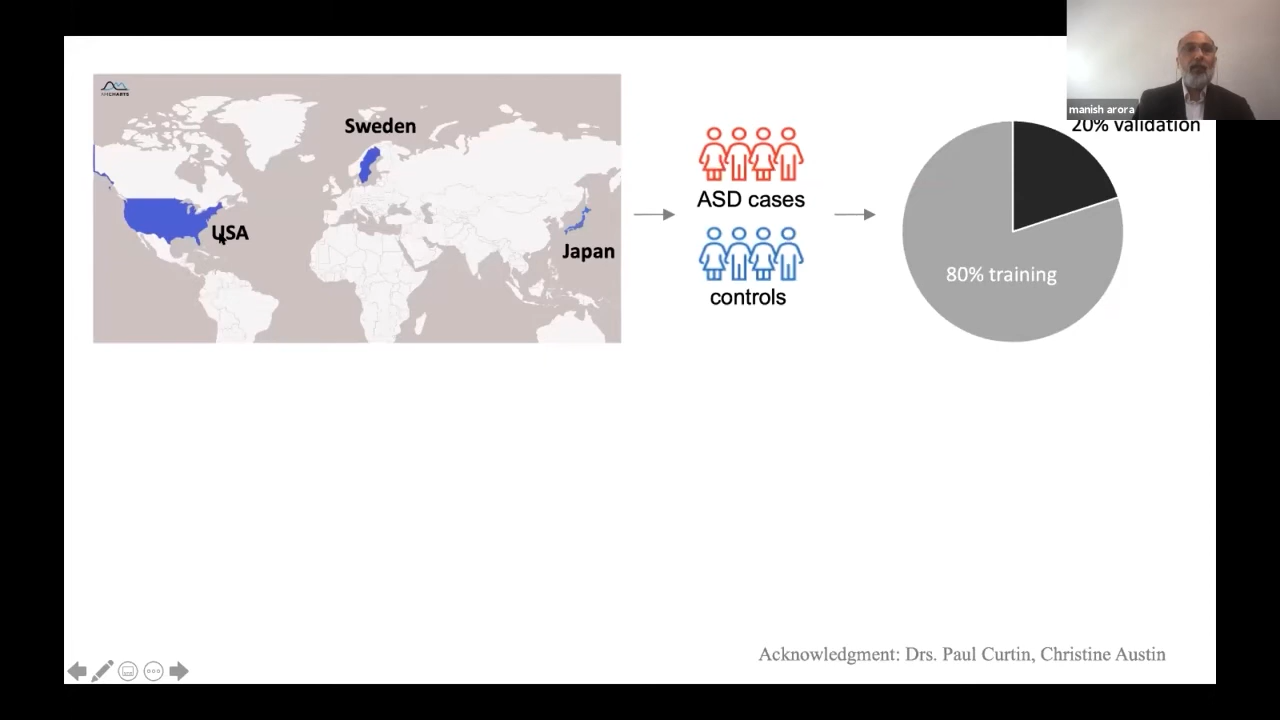 manish arora
20% validation
Sweden
USA
Japan
ASD cases
controls
80% training
Acknowledgment: Drs. Paul Curtin, Christine Austin